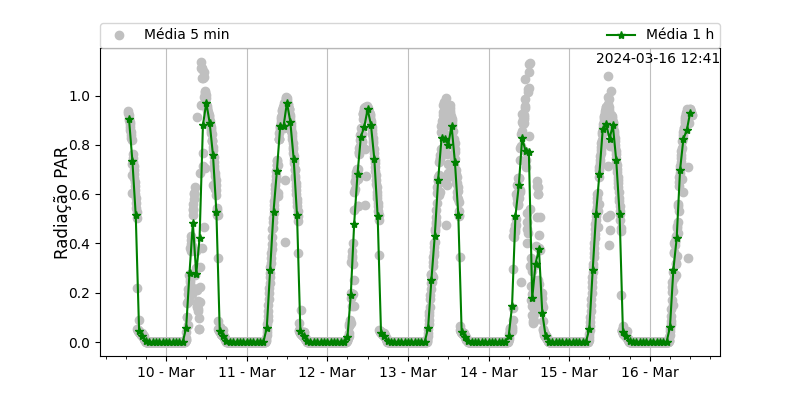 Média 5 min
Média 1 h
2024-03-16 12:41
Radiação PAR
1.0
0.8
0.6
0.4
0.2
0.0
10 - Mar
11 - Mar
12 - Mar
13 - Mar
14 - Mar
15 - Mar
16 - Mar